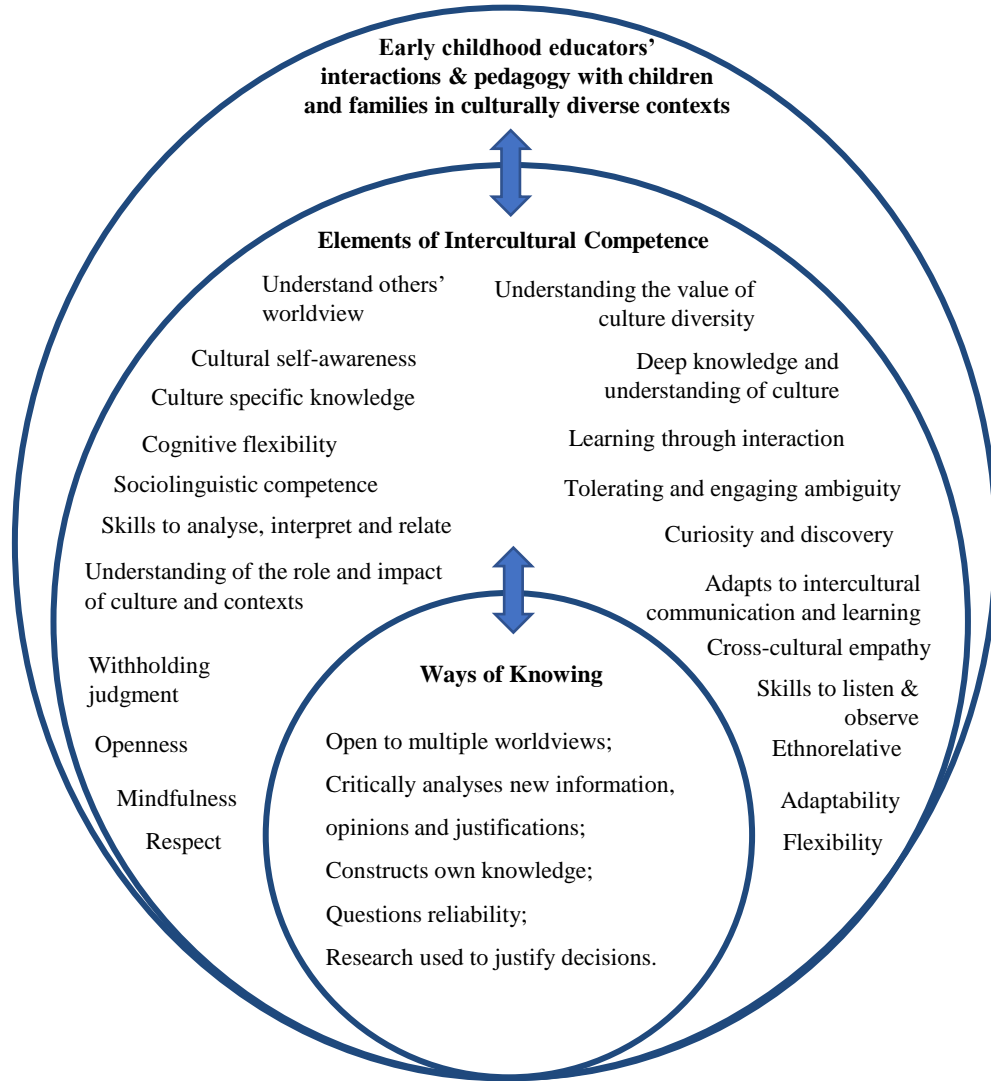 Early childhood educators’
interactions & pedagogy with children
and families in culturally diverse contexts
Elements of Intercultural Competence
Understand others’
worldview
Cultural self-awareness
Culture specific knowledge
Cognitive flexibility
Sociolinguistic competence
Skills to analyse, interpret and relate
Understanding of the role and impact
of culture and contexts
Withholding
judgment
Openness
Mindfulness
Respect
Understanding the value of
culture diversity
Deep knowledge and
understanding of culture
Learning through interaction
Tolerating and engaging ambiguity
Curiosity and discovery
Adapts to intercultural
communication and learning
Cross-cultural empathy
Skills to listen &
observe
Ethnorelative
Adaptability
Flexibility
Ways of Knowing
Open to multiple worldviews;
Critically analyses new information,
opinions and justifications;
Constructs own knowledge;
Questions reliability;
Research used to justify decisions.